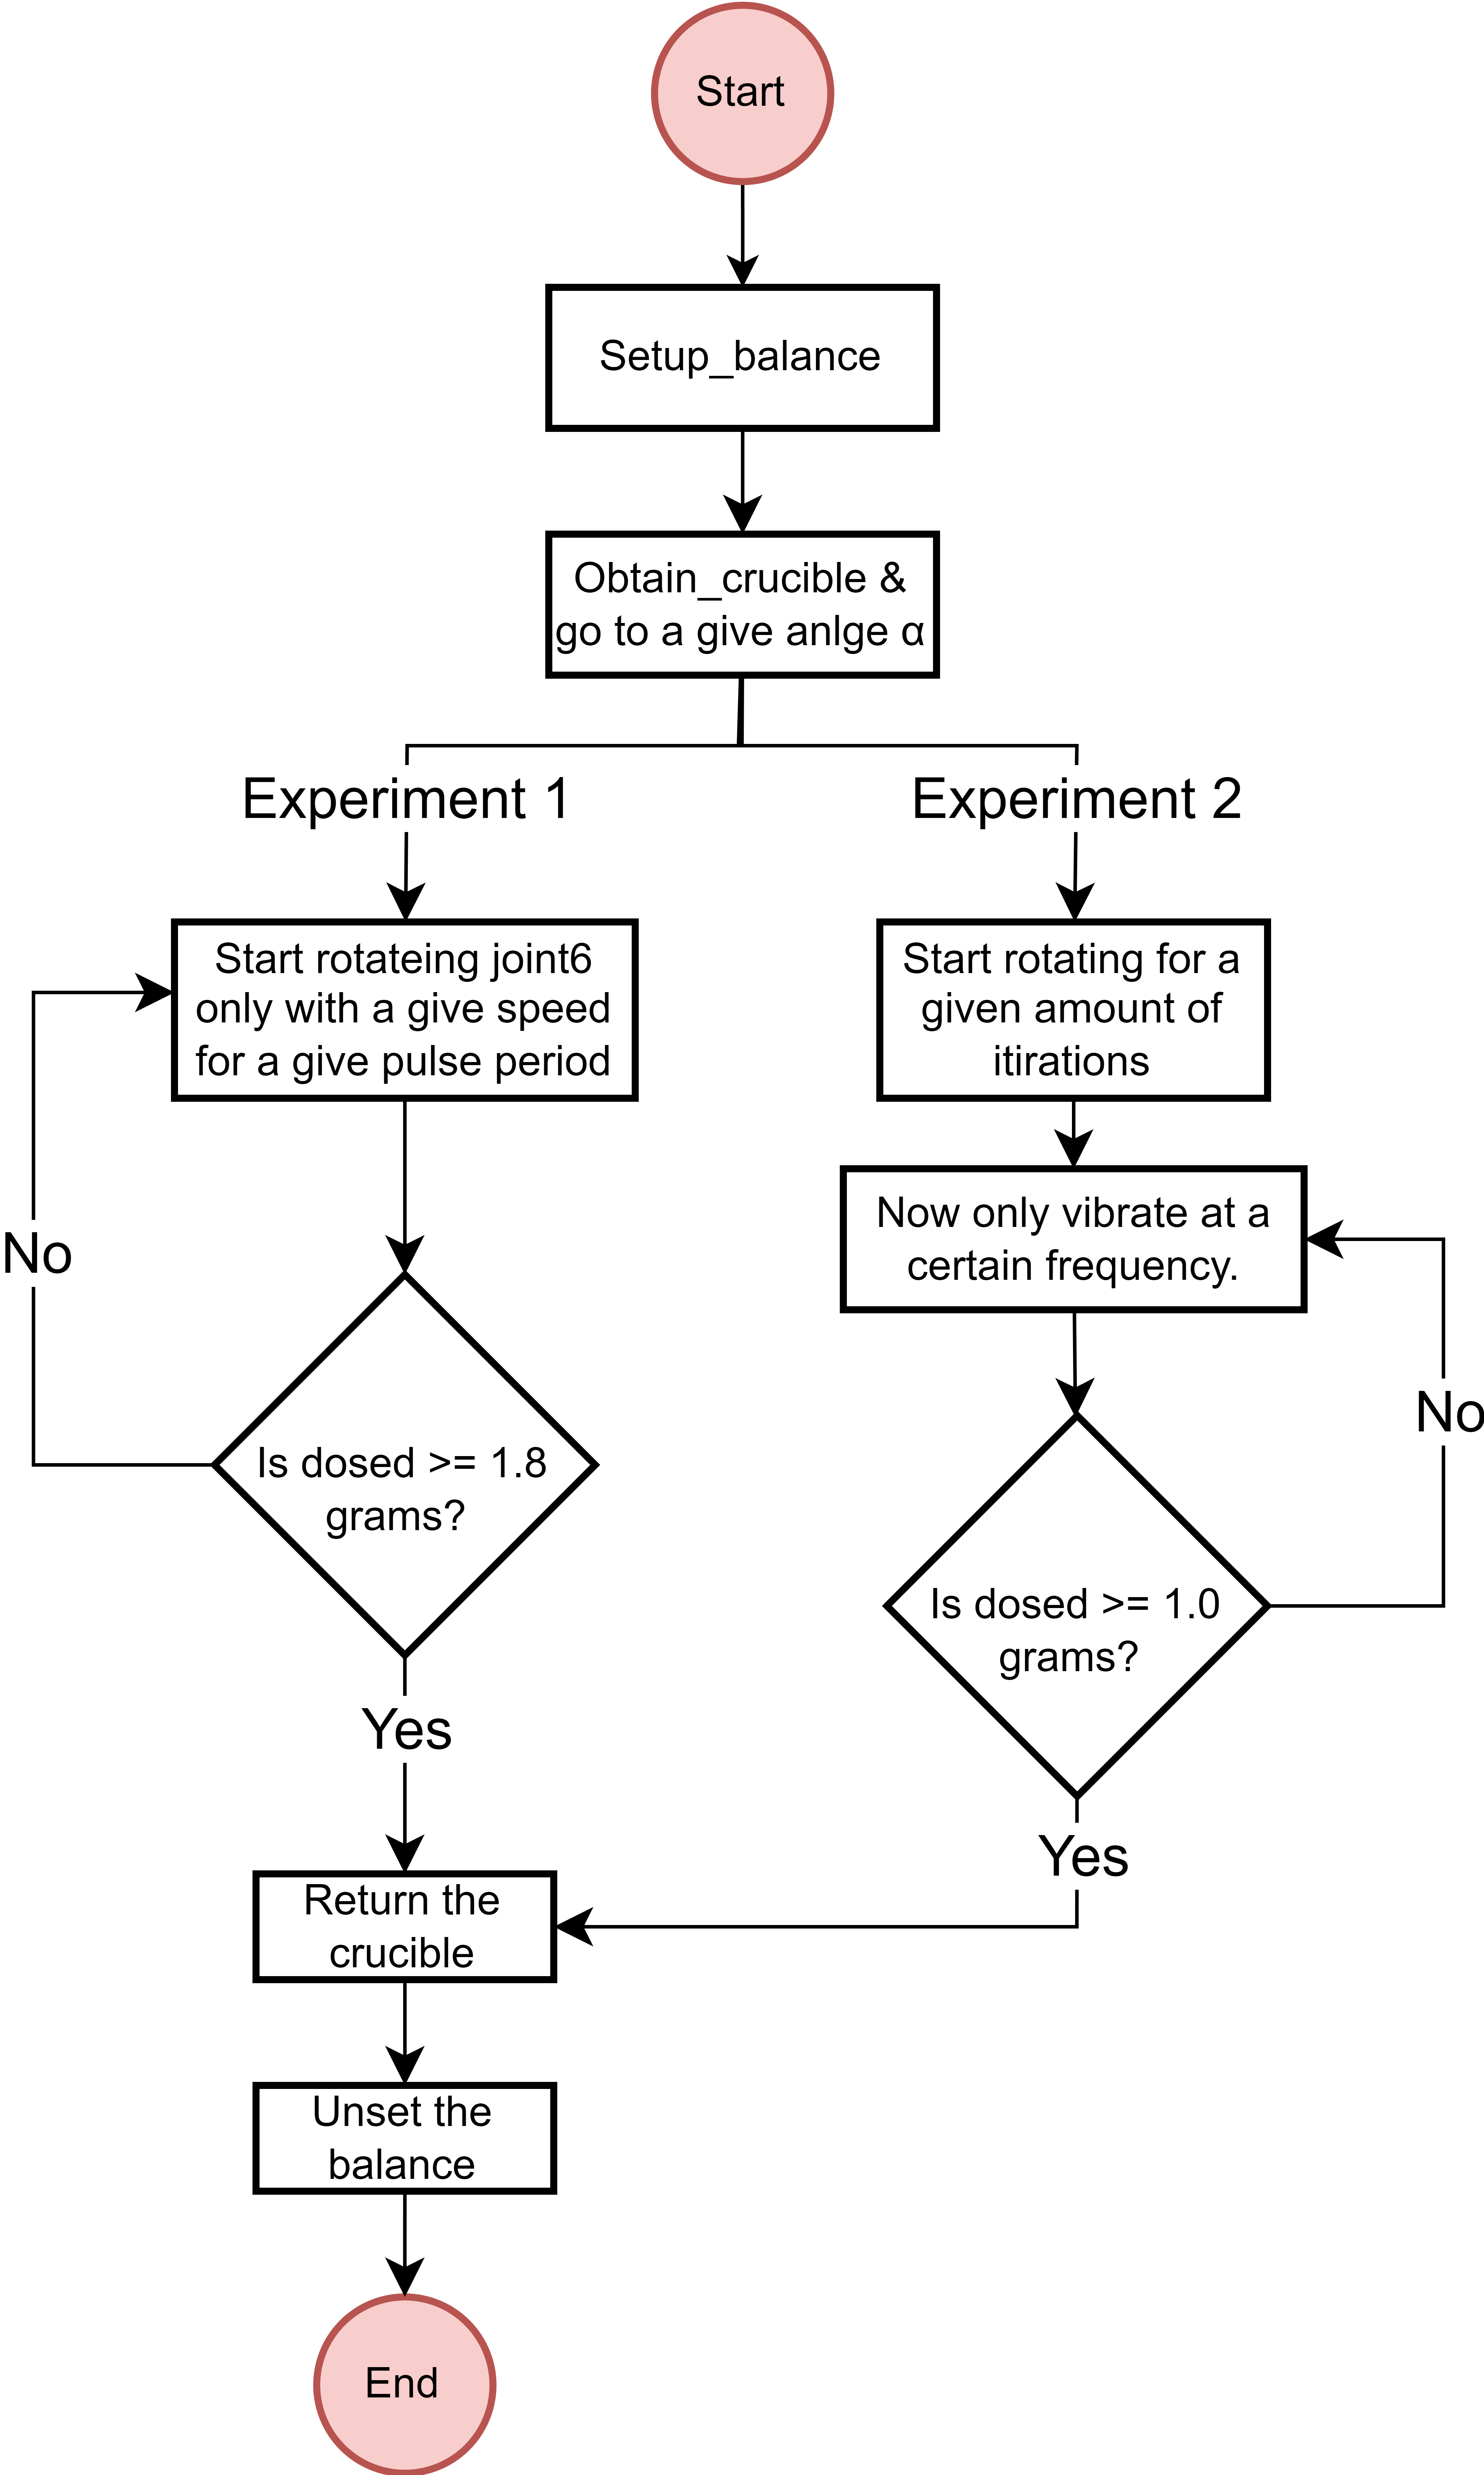 Start
Setup_balance
Obtain_crucible &
go to a give anlge α
Experiment 1
Experiment 2
Start rotateing joint6
only with a give speed
for a give pulse period
Start rotating for a
given amount of
itirations
Now only vibrate at a
certain frequency.
No
No
Is dosed >= 1.8
grams?
Is dosed >= 1.0
grams?
Yes
Yes
Return the
crucible
Unset the
balance
End